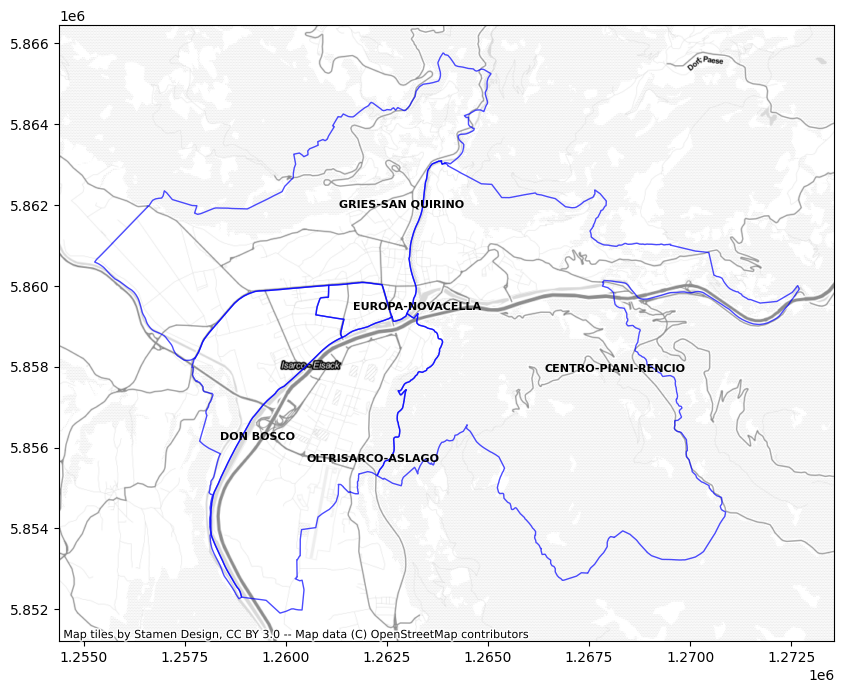 1e6
5.866
5.864
5.862
5.860
5.858
5.856
5.854
5.852
Dorf, Paese
GRIES-SAN QUIRINO
EUROPA-NOVACELLA
Isarco - Eisack
CENTRO-PIANI-RENCIO
DON BOSCO
OLTRISARCO-ASLAGO
Map tiles by Stamen Design, CC BY 3.0 -- Map data (C) OpenStreetMap contributors
1.2550 1.2575 1.2600 1.2625 1.2650 1.2675 1.2700 1.2725
1e6